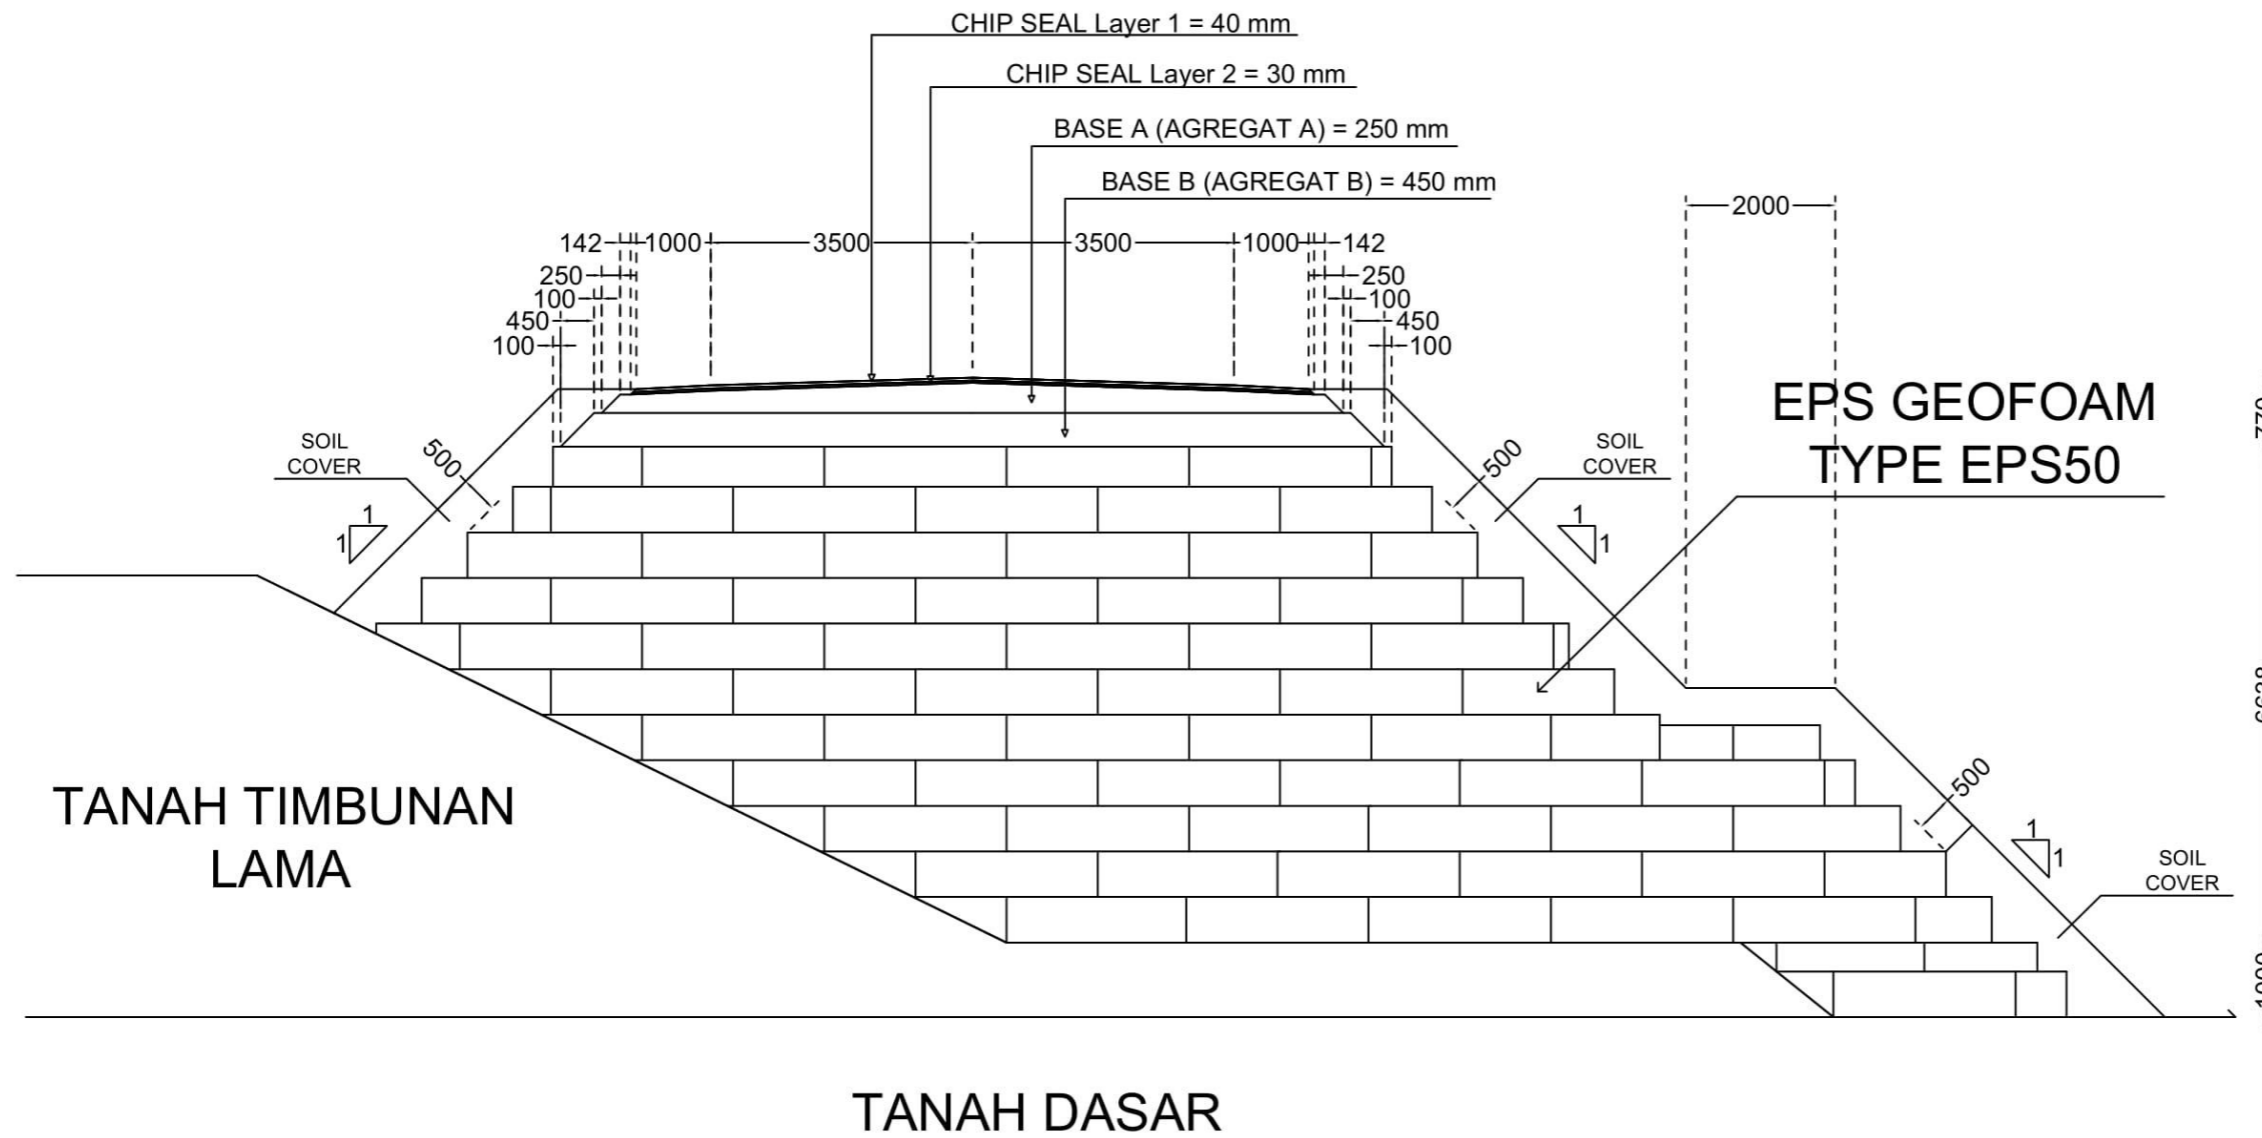 CHIP SEAL Layer 1 = 40 mm
CHIP SEAL Layer 2 = 30 mm
BASE A (AGREGAT A) = 250 mm
BASE B (AGREGAT B) = 450 mm
2000
142 1000 3500 3500 1000 142
250 250
100 100
450 450
100 100
EPS GEOFOAM
TYPE EPS50
SOIL
COVER
500
500
SOIL
COVER
1
1
1
1
TANAH TIMBUNAN
LAMA
500
1
1
SOIL
COVER
TANAH DASAR